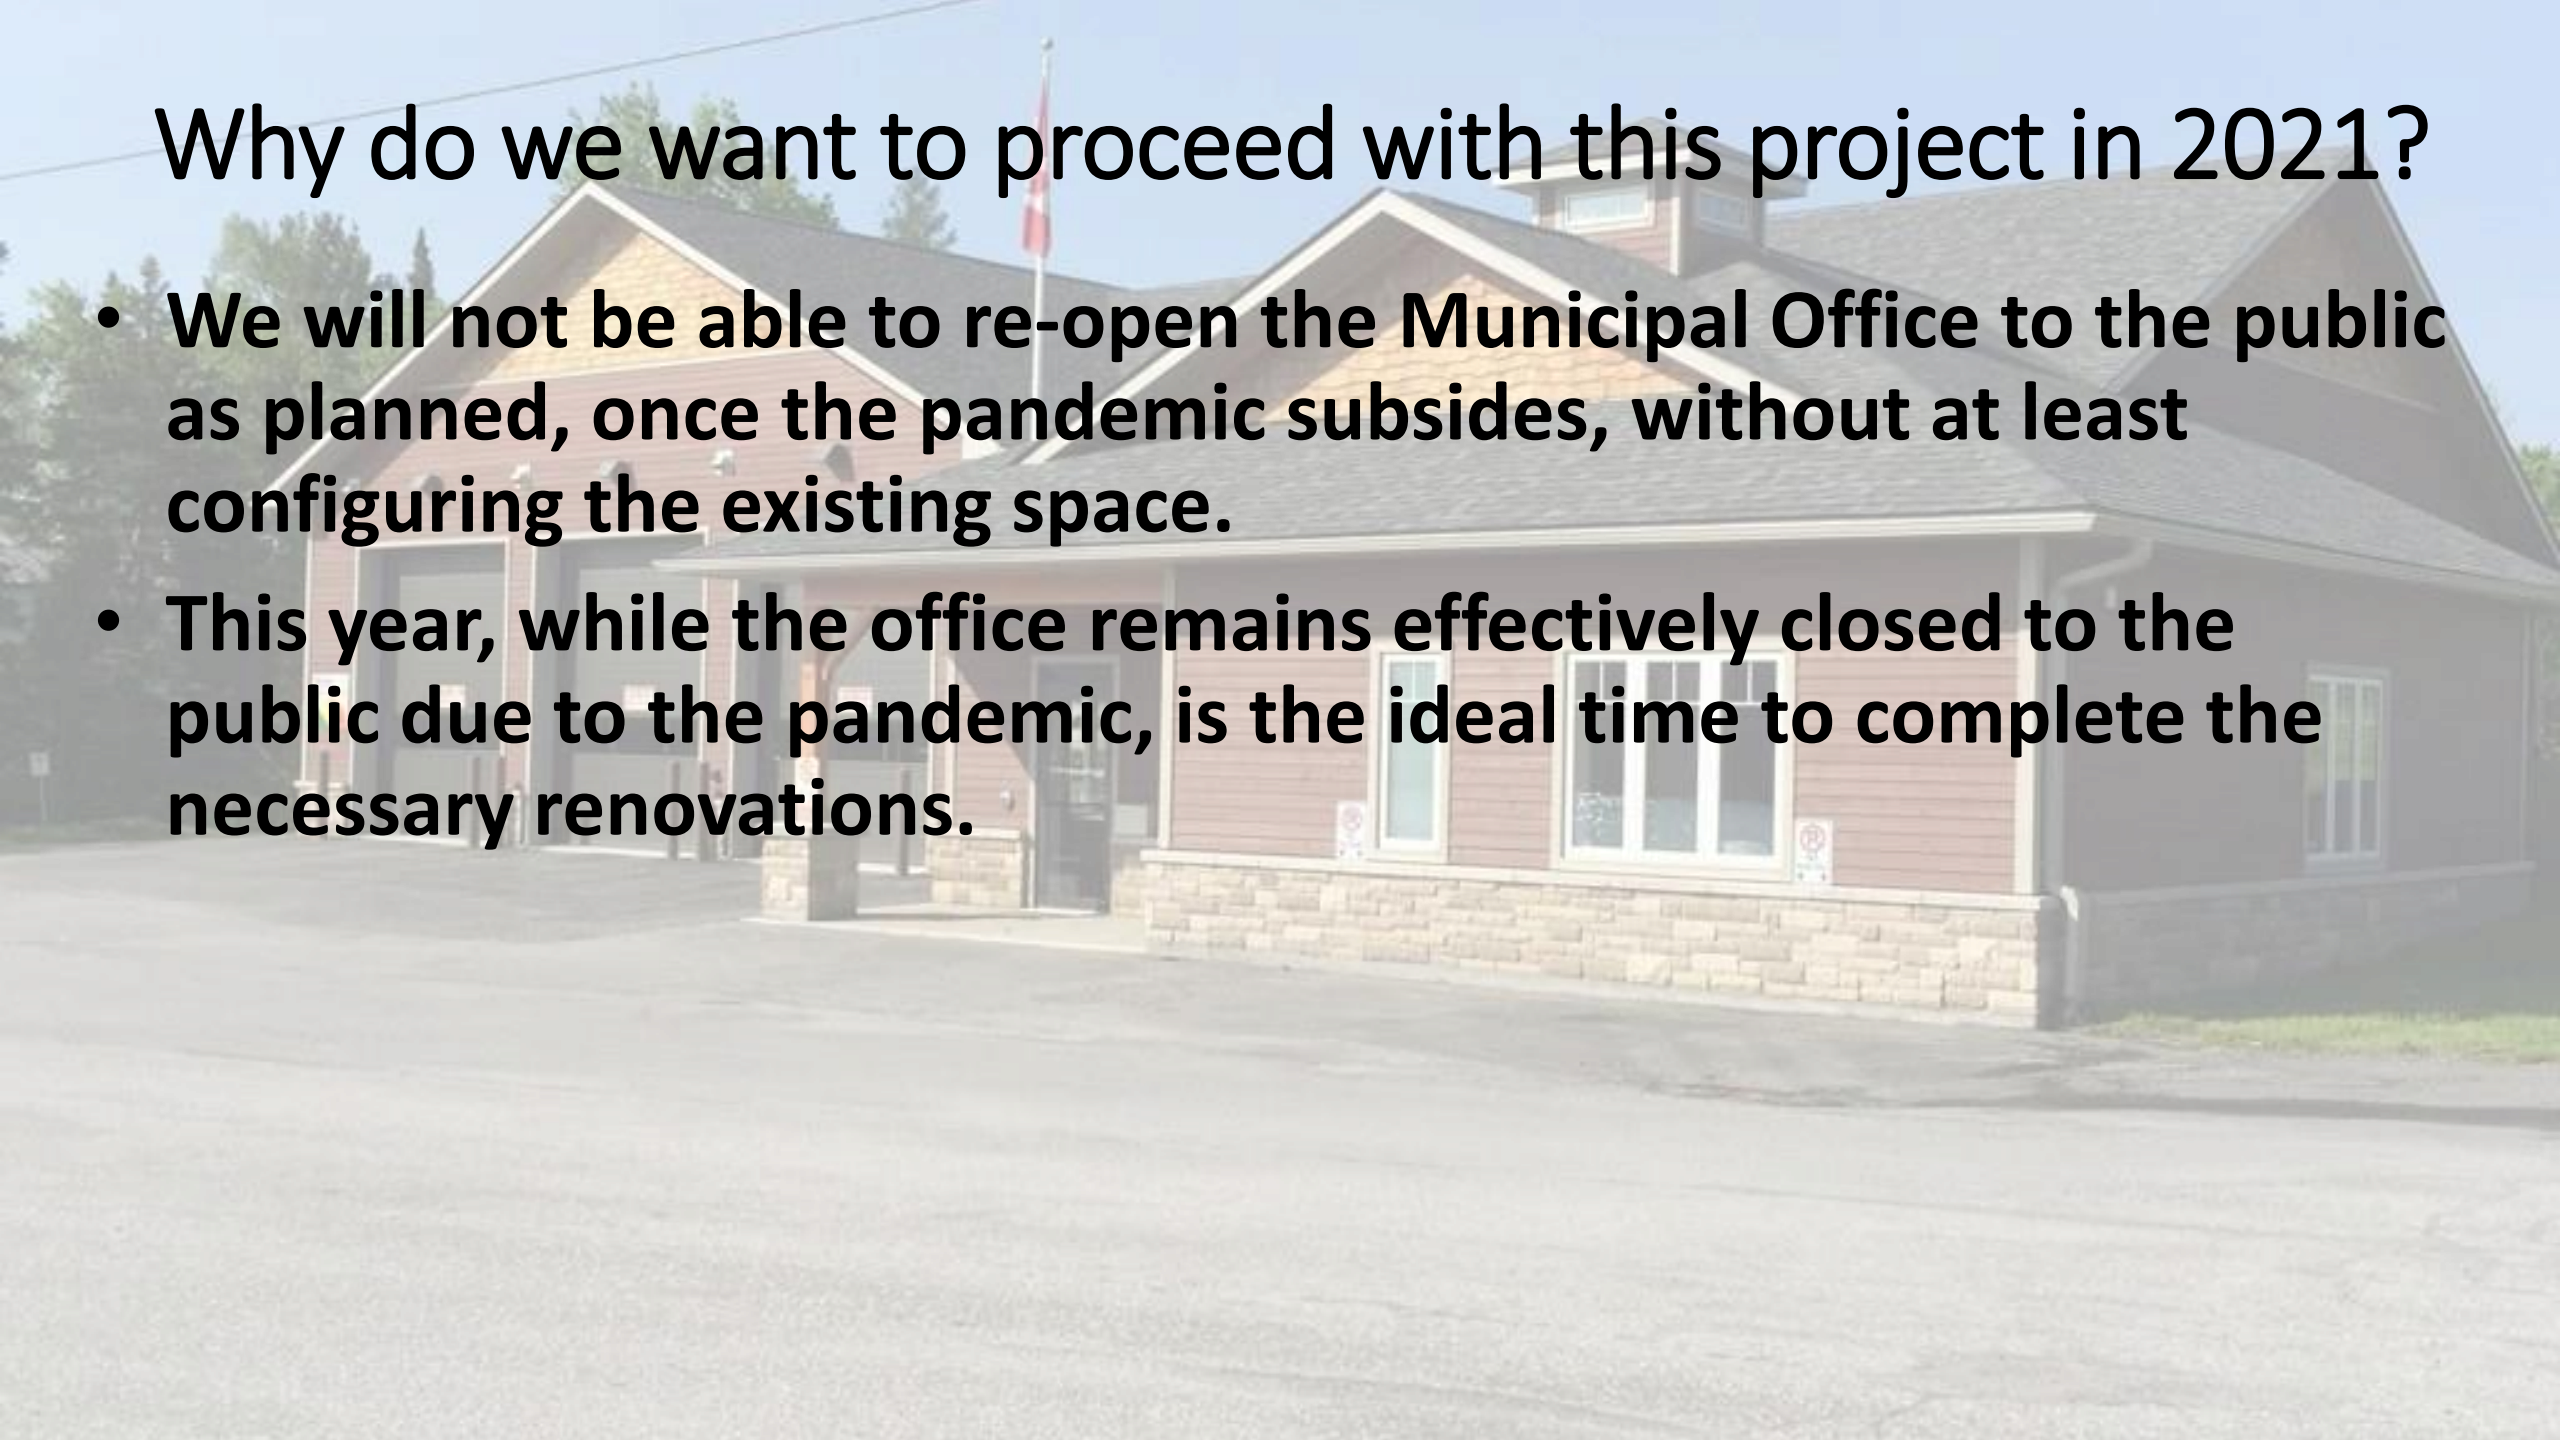 Why do we want to proceed with this project in 2021?
• We will not be able to re-open the Municipal Office to the public
as planned, once the pandemic subsides, without at least
configuring the existing space.
• This year, while the office remains effectively closed to the
public due to the pandemic, is the ideal time to complete the
necessary renovations.